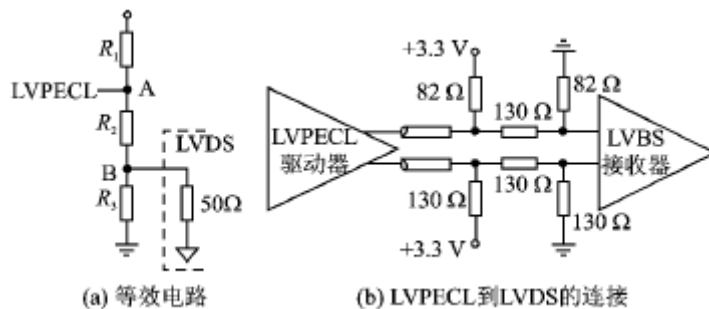 R1
LVPECL
A
R2
LVDS
B
R3
50Ω
(a) 等效电路
+3.3 V
82 Ω
82 Ω
130 Ω
LVPECL
驱动器
LVBS
接收器
130 Ω
130 Ω
130 Ω
+3.3 V
(b) LVPECL到LVDS的连接